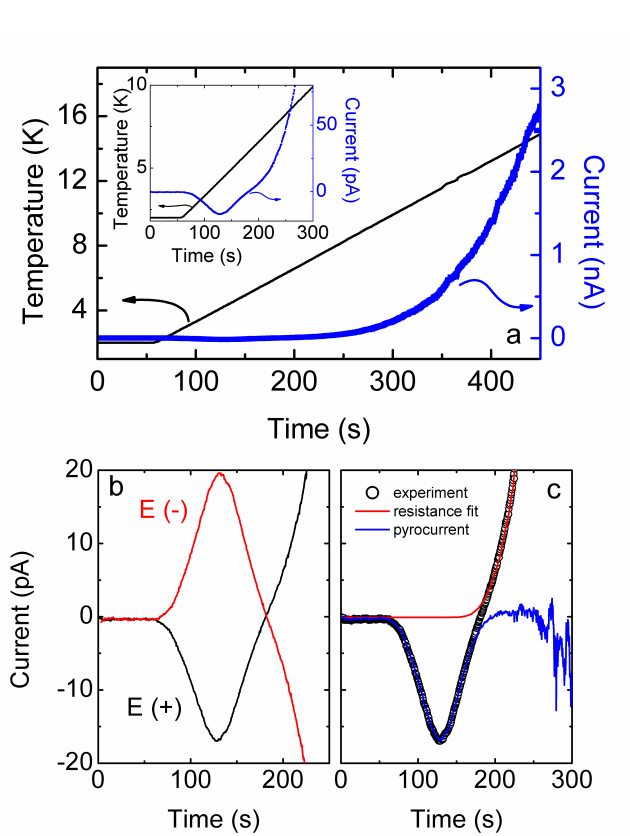 16
12
8
4
Temperature (K)
0
100
200
300
400
Time (s)
3
2
1
0
Current (nA)
a
10
5
Temperature (K)
0
100
200
300
Time (s)
50
0
Current (pA)
20
10
0
-10
-20
Current (pA)
b
E (-)
E (+)
0
100
200
Time (s)
c
experiment
resistance fit
pyrocurrent
0
100
200
300
Time (s)